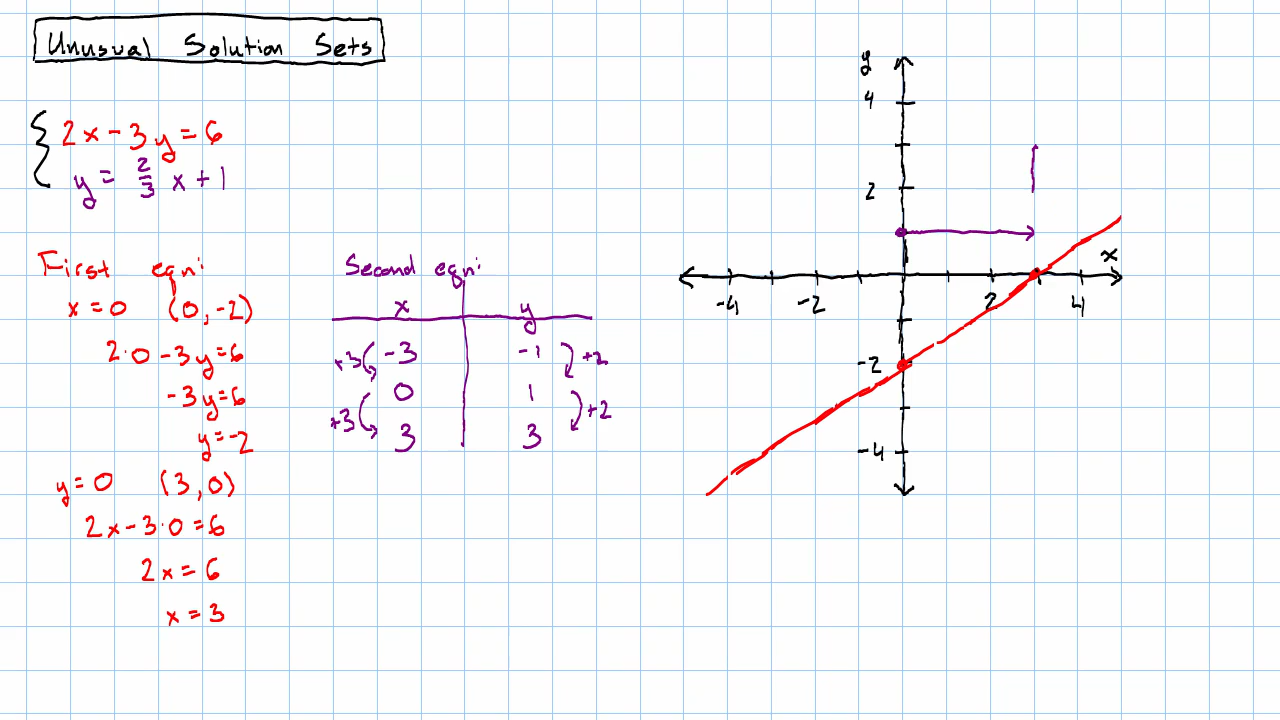 Unusual Solution Sets
2x - 3y = 6
y = 2/3 x + 1
First eqn:
x = 0 (0, -2)
2·0 - 3y = 6
-3y = 6
y = -2
y = 0 (3, 0)
2x - 3·0 = 6
2x = 6
x = 3
Second eqn:
x y
+3 -3 -1 +2
0 1
+3 3 3 +2
y
4
2
x
-4 -2 2 4
-2
-4